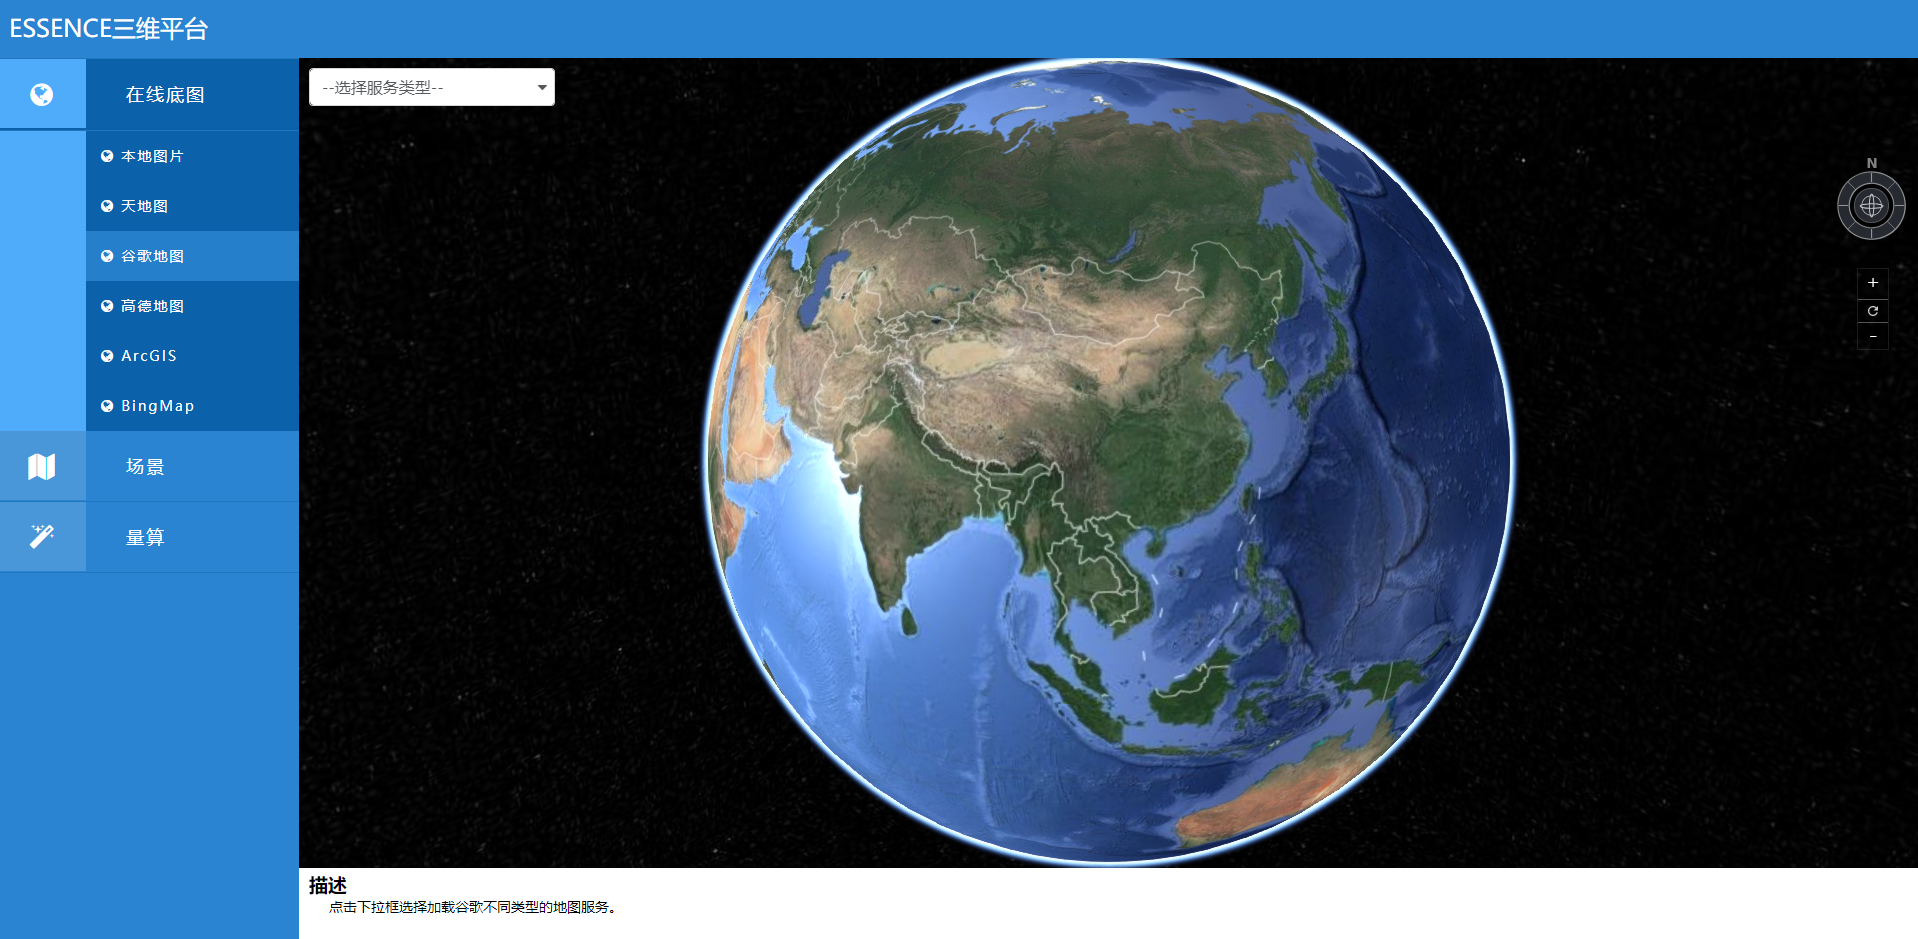 ESSENCE三维平台
在线底图
--选择服务类型--
本地图片
天地图
谷歌地图
高德地图
ArcGIS
BingMap
场景
量算
N
+
-
描述
点击下拉框选择加载谷歌不同类型的地图服务。